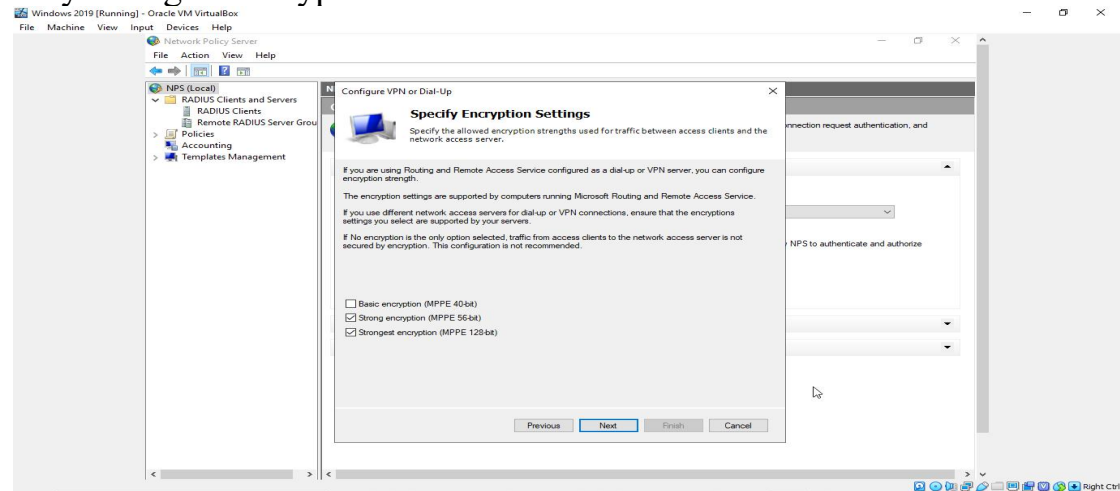 Windows 2019 [Running] - Oracle VM VirtualBox
File Machine View Input Devices Help
Network Policy Server
File Action View Help
NPS (Local)
RADIUS Clients and Servers
RADIUS Clients
Remote RADIUS Server Grou
Policies
Accounting
Templates Management
Configure VPN or Dial-Up
Specify Encryption Settings
Specify the allowed encryption strengths used for traffic between access clients and the
network access server.
If you are using Routing and Remote Access Service configured as a dial-up or VPN server, you can configure
encryption strength.
The encryption settings are supported by computers running Microsoft Routing and Remote Access Service.
If you use different network access servers for dial-up or VPN connections, ensure that the encryptions
settings you select are supported by your servers.
If No encryption is the only option selected, traffic from access clients to the network access server is not
secured by encryption. This configuration is not recommended.
Basic encryption (MPPE 40-bit)
Strong encryption (MPPE 56-bit)
Strongest encryption (MPPE 128-bit)
Previous Next Finish Cancel
nnection request authentication, and
NPS to authenticate and authorize
Right Ctrl